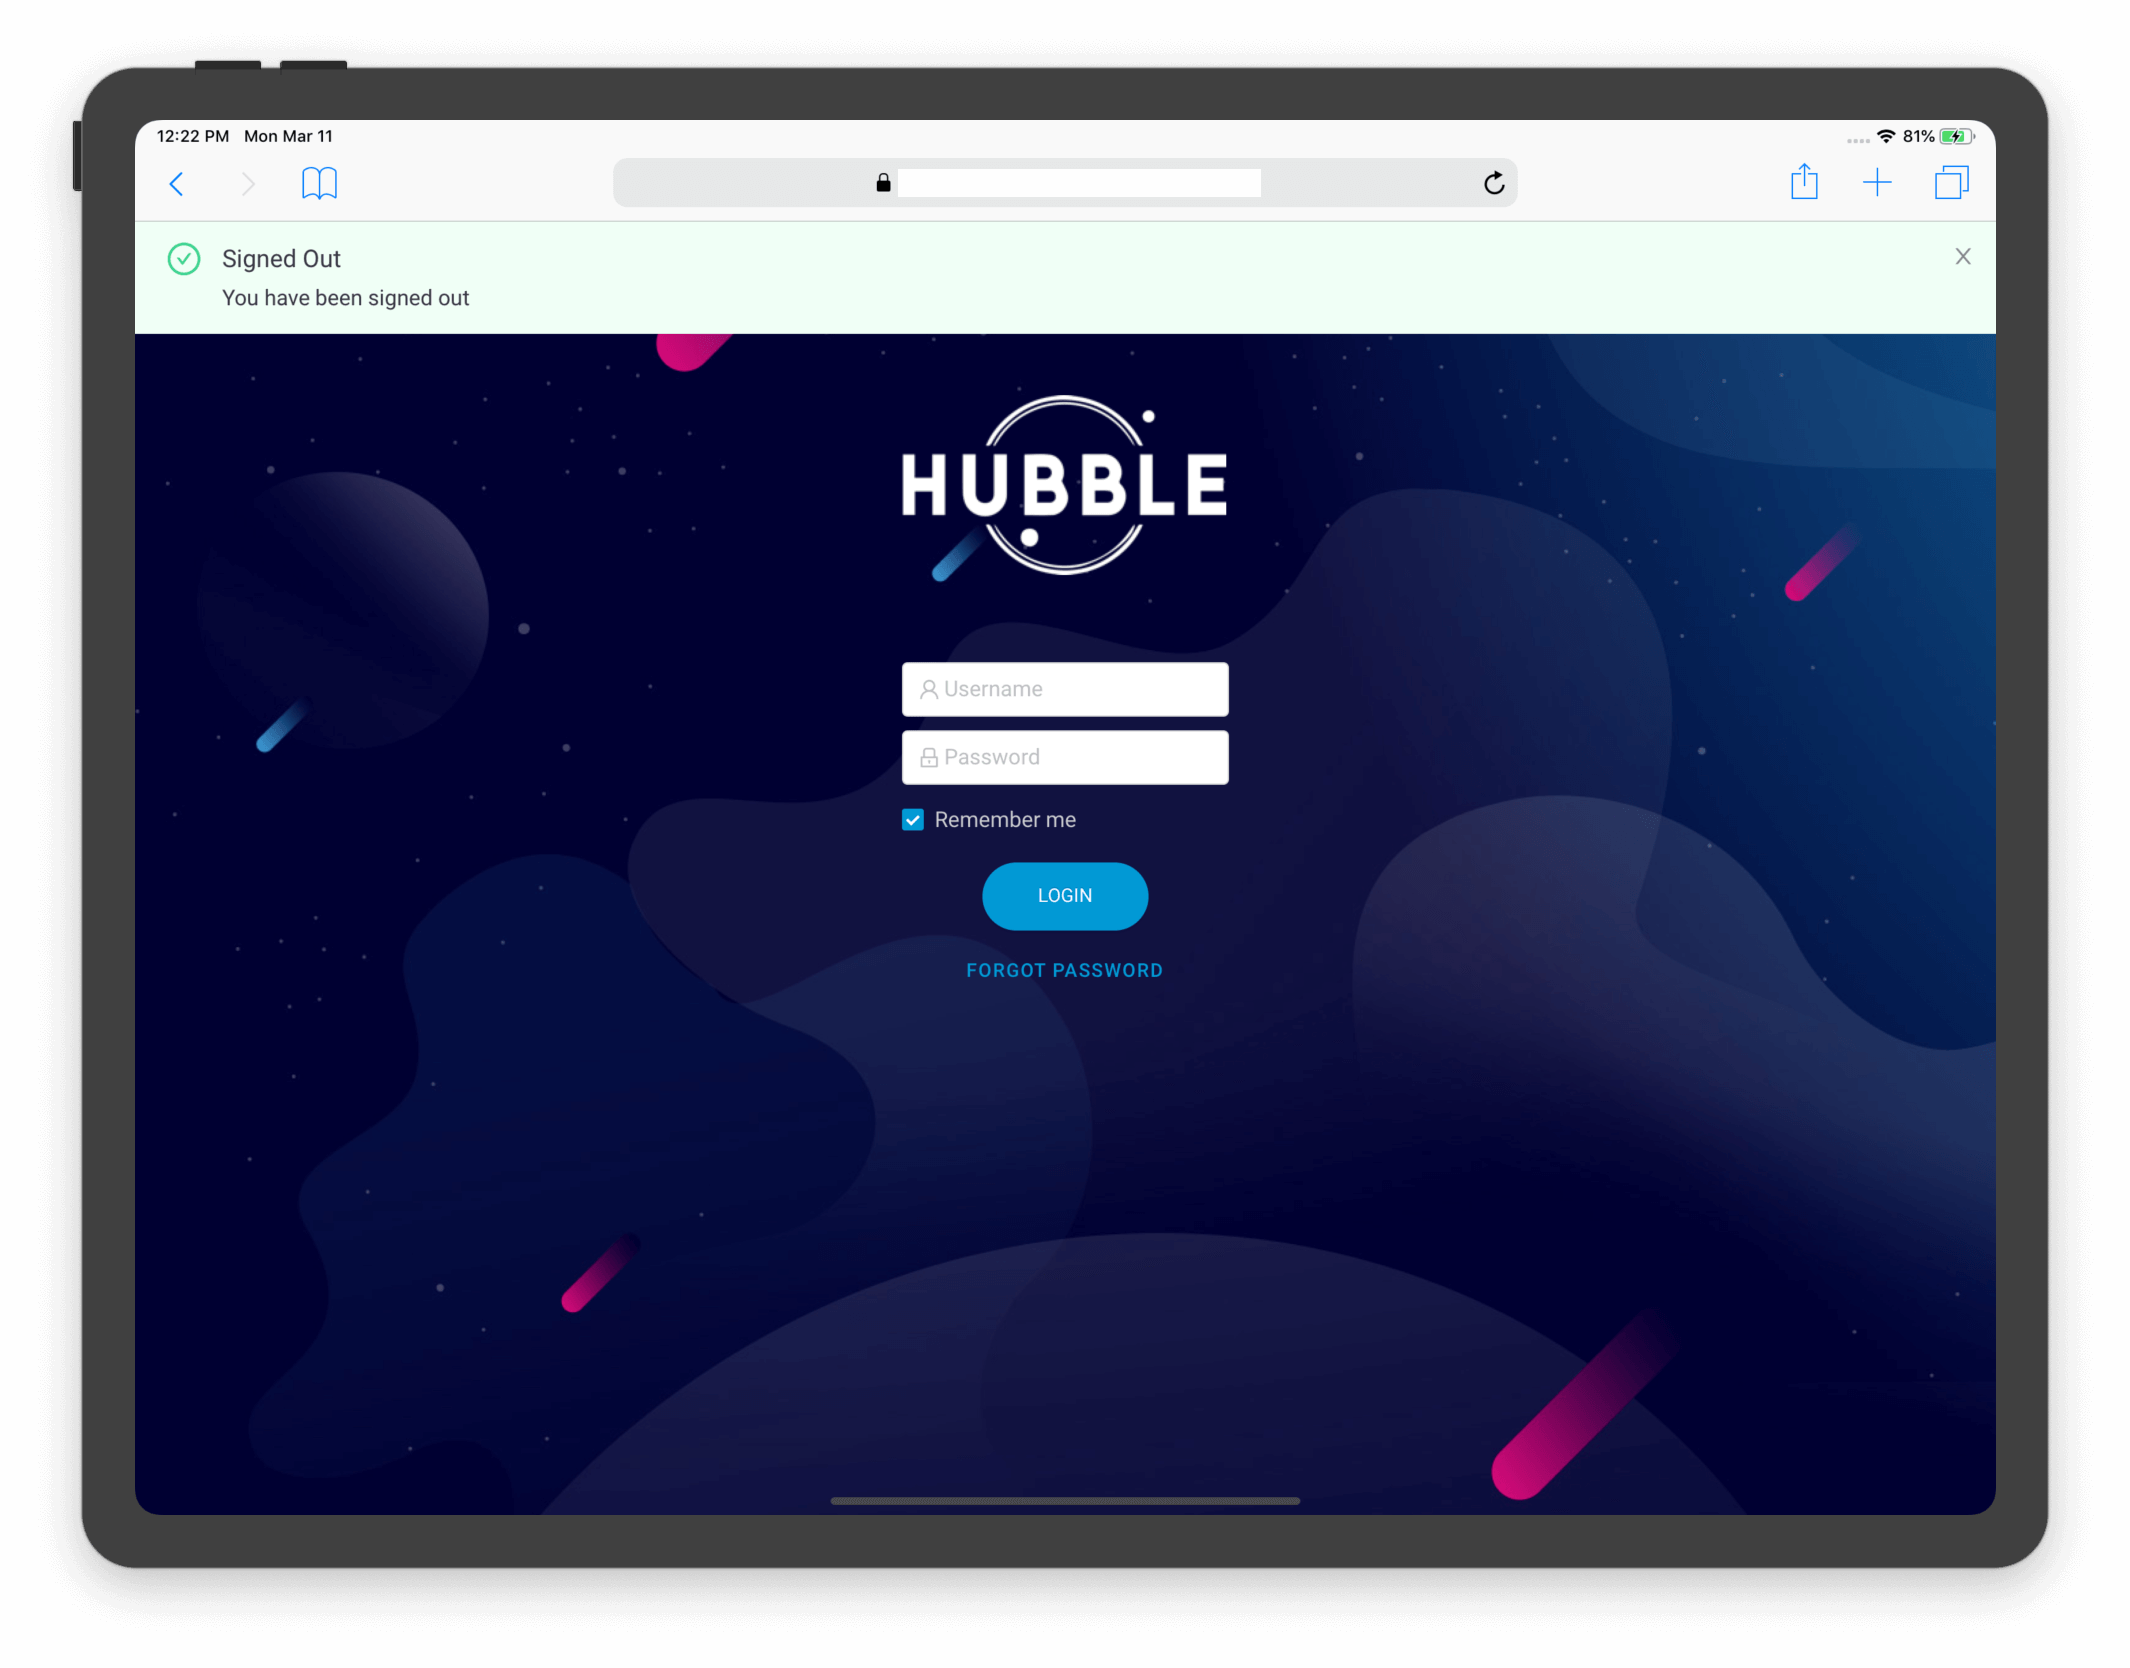 12:22 PM Mon Mar 11
81%
Signed Out
X
You have been signed out
HUBBLE
Username
Password
Remember me
LOGIN
FORGOT PASSWORD